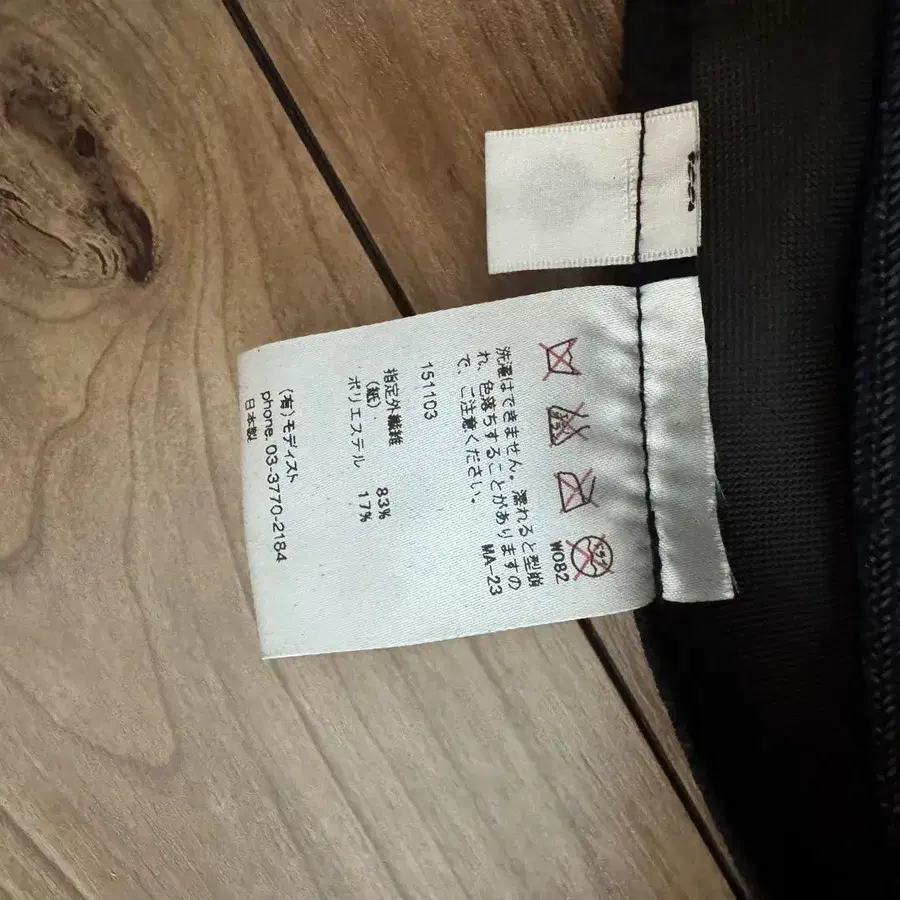 ドライ
W082
洗濯はできません。濡れると型崩
れ、色落ちすることがありますの
で、ご注意ください。
MA-23
151103
指定外繊維
(紙) 83%
ポリエステル 17%
(有)モディスト
phone. 03-3770-2184
日本製